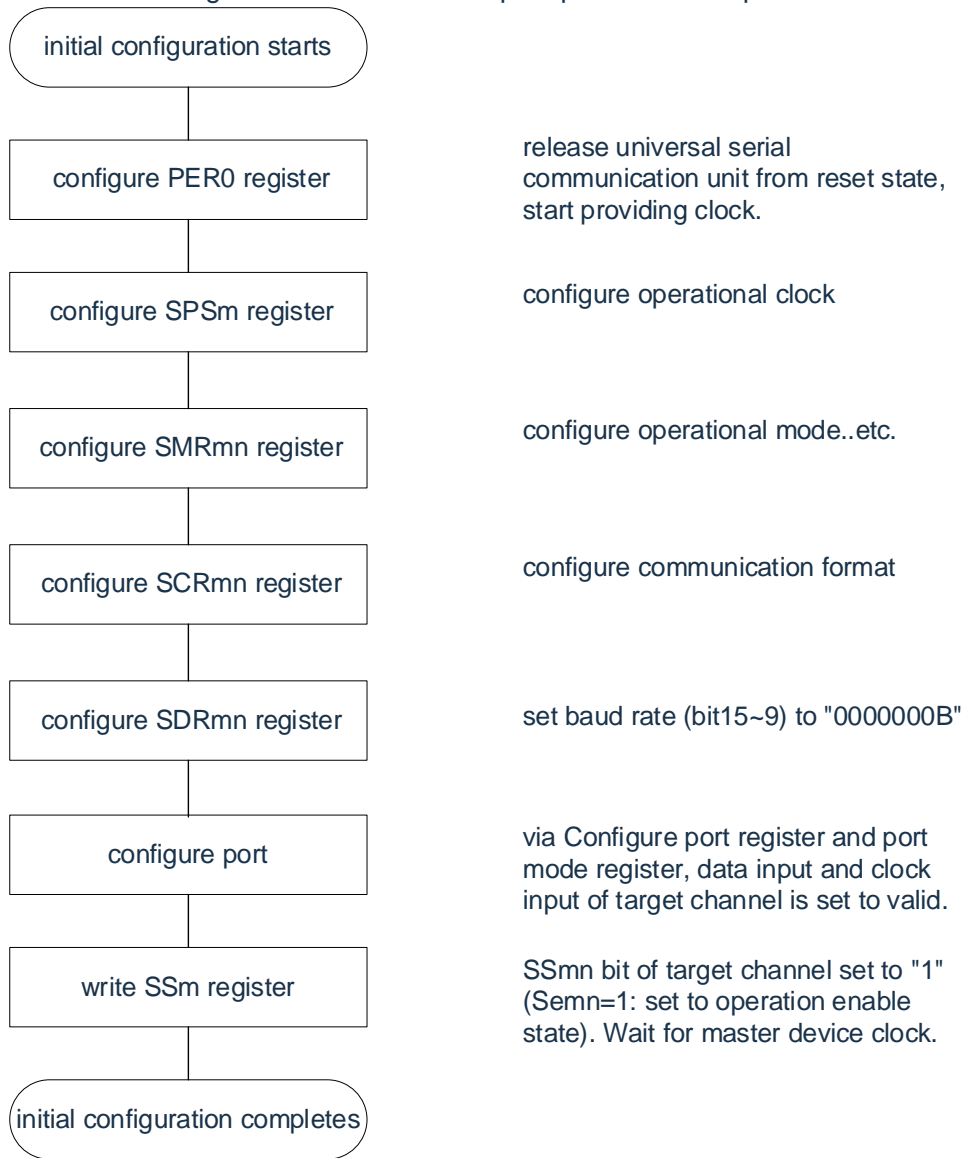 initial configuration starts
configure PER0 register
release universal serial
communication unit from reset state,
start providing clock.
configure SPSm register
configure operational clock
configure SMRmn register
configure operational mode..etc.
configure SCRmn register
configure communication format
configure SDRmn register
set baud rate (bit15~9) to "0000000B"
configure port
via Configure port register and port
mode register, data input and clock
input of target channel is set to valid.
write SSm register
SSmn bit of target channel set to "1"
(Semn=1: set to operation enable
state). Wait for master device clock.
initial configuration completes